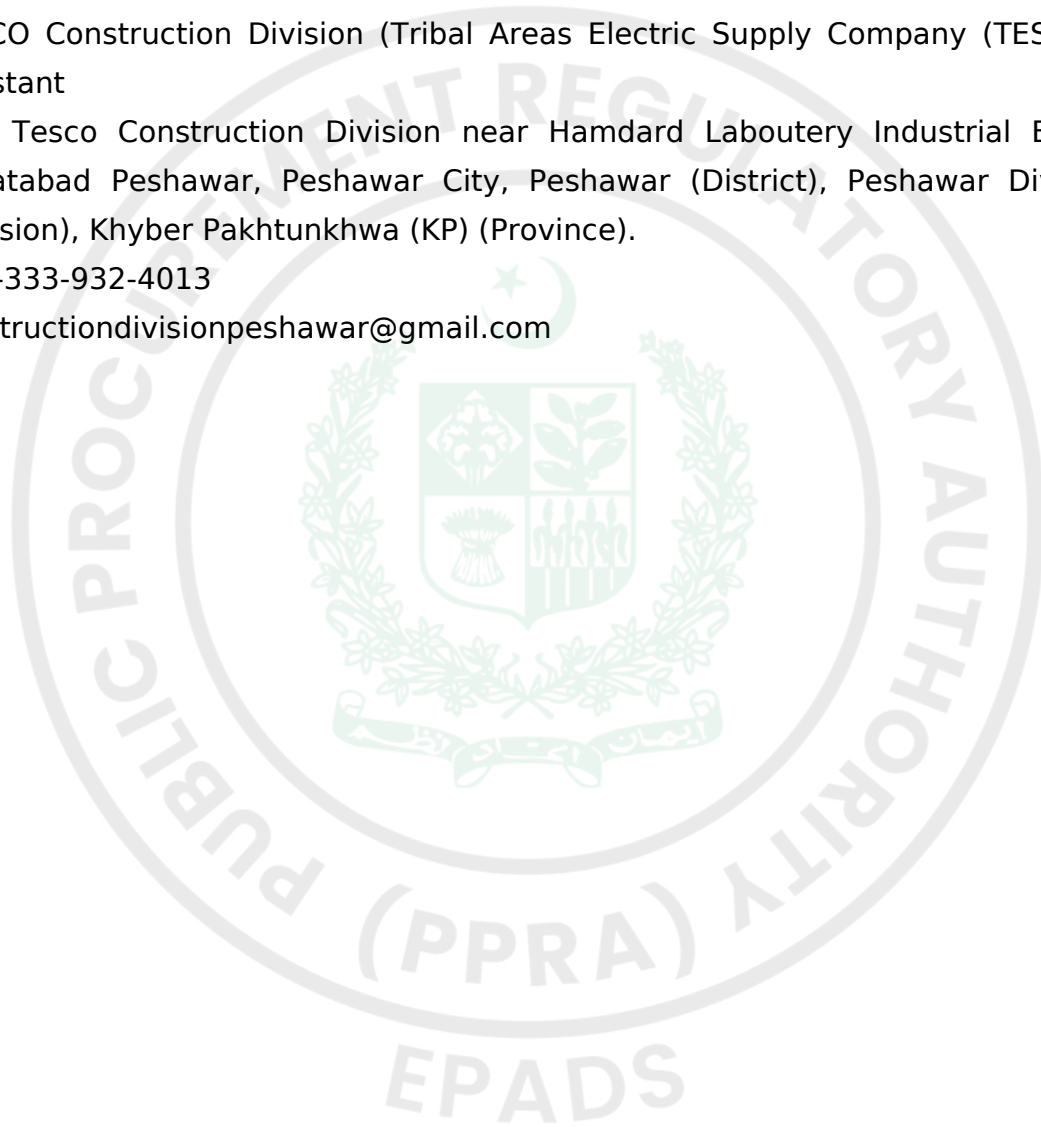 CO Construction Division (Tribal Areas Electric Supply Company (TES
stant
Tesco Construction Division near Hamdard Laboutery Industrial E
atabad Peshawar, Peshawar City, Peshawar (District), Peshawar Di
sion), Khyber Pakhtunkhwa (KP) (Province).
-333-932-4013
tructiondivisionpeshawar@gmail.com
PUBLIC PROCUREMENT REGULATORY AUTHORITY
(PPRA)
EPADS